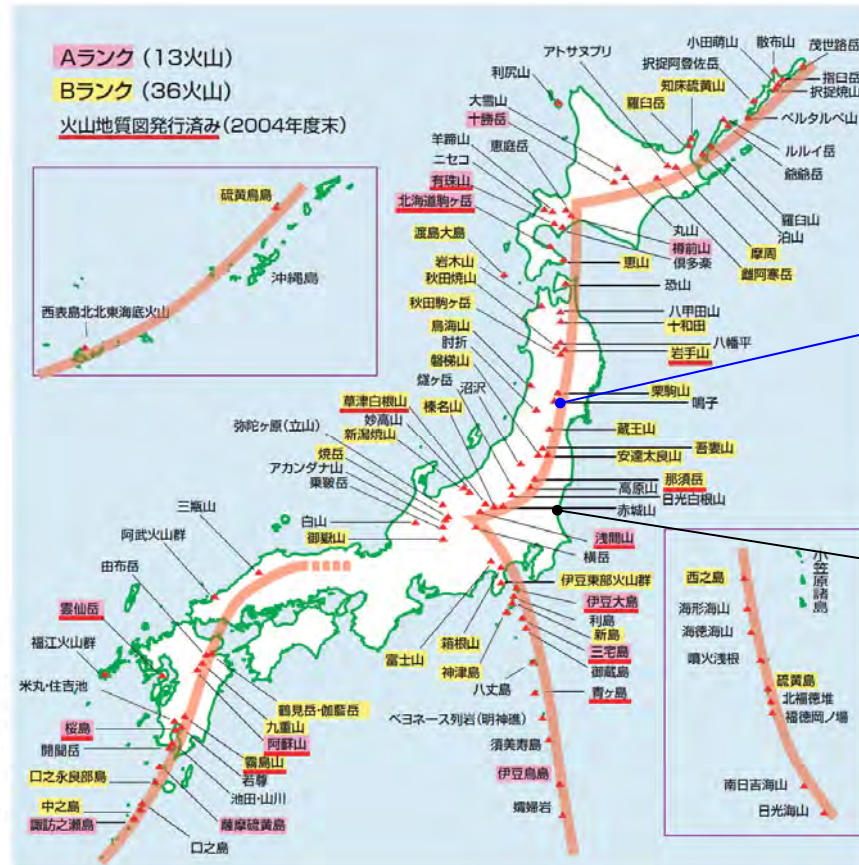 Aランク (13火山)
Bランク (36火山)
火山地質図発行済み(2004年度末)
硫黄鳥島
沖縄島
西表島北北東海底火山
小田萌山
散布山
茂世路岳
アトサヌプリ
択捉阿登佐岳
指臼岳
択捉焼山
利尻山
知床硫黄山
羅臼岳
ベルタルベ山
大雪山
十勝岳
ルルイ岳
爺爺岳
羊蹄山
恵庭岳
ニセコ
有珠山
北海道駒ヶ岳
羅臼山
泊山
丸山
摩周
樽前山
倶多楽
雌阿寒岳
渡島大島
恵山
岩木山
恐山
秋田焼山
秋田駒ヶ岳
八甲田山
十和田
鳥海山
八幡平
岩手山
肘折
磐梯山
燧ヶ岳
沼沢
栗駒山
鳴子
草津白根山
榛名山
妙高山
蔵王山
弥陀ヶ原(立山)
新潟焼山
吾妻山
安達太良山
焼岳
アカンダナ山
乗鞍岳
那須岳
高原山
日光白根山
三瓶山
白山
赤城山
阿武火山群
御嶽山
浅間山
横岳
由布岳
伊豆東部火山群
雲仙岳
伊豆大島
利島
福江火山群
箱根山
新島
富士山
神津島
三宅島
御蔵島
米丸・住吉池
八丈島
青ヶ島
鶴見岳・伽藍岳
桜島
九重山
ベヨネース列岩(明神礁)
阿蘇山
開聞岳
須美寿島
霧島山
若尊
口之永良部島
池田・山川
伊豆鳥島
中之島
薩摩硫黄島
諏訪之瀬島
口之島
孀婦岩
小笠原諸島
西之島
海形海山
海徳海山
噴火浅根
硫黄島
北福徳堆
福徳岡ノ場
南日吉海山
日光海山